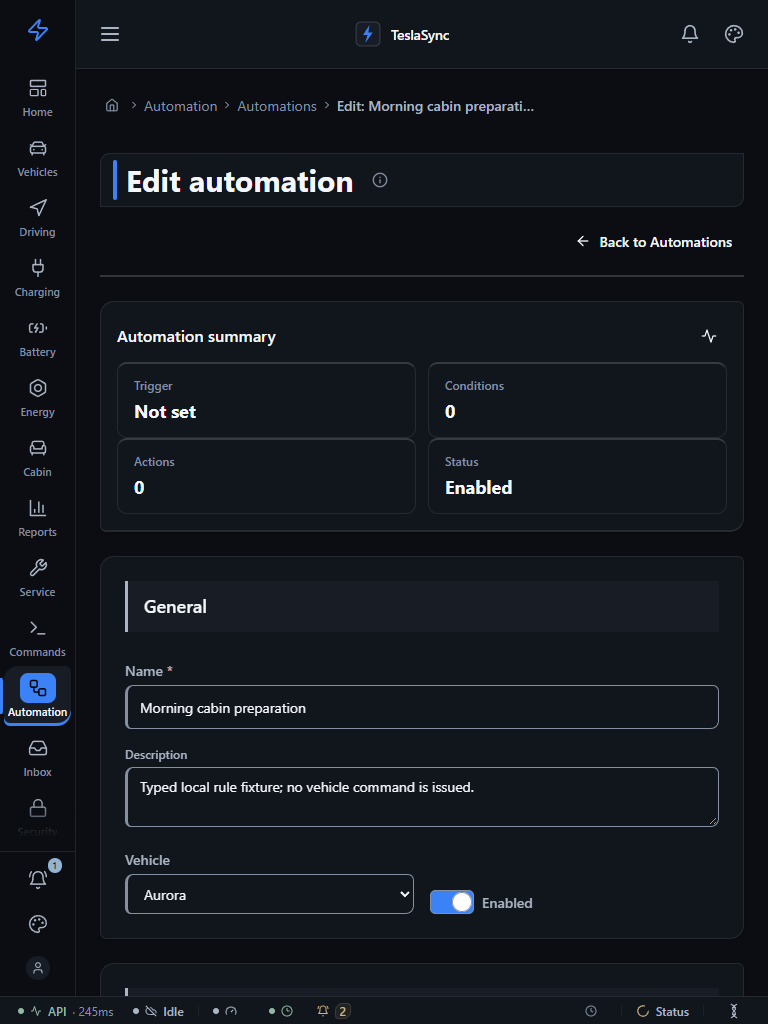 TeslaSync
Home
Vehicles
Driving
Charging
Battery
Energy
Cabin
Reports
Service
Commands
Automation
Inbox
Security
1
Automation
Automations
Edit: Morning cabin preparati...
Edit automation
Back to Automations
Automation summary
Trigger
Not set
Conditions
0
Actions
0
Status
Enabled
General
Name *
Morning cabin preparation
Description
Typed local rule fixture; no vehicle command is issued.
Vehicle
Aurora
Enabled
API · 245ms
Idle
2
Status